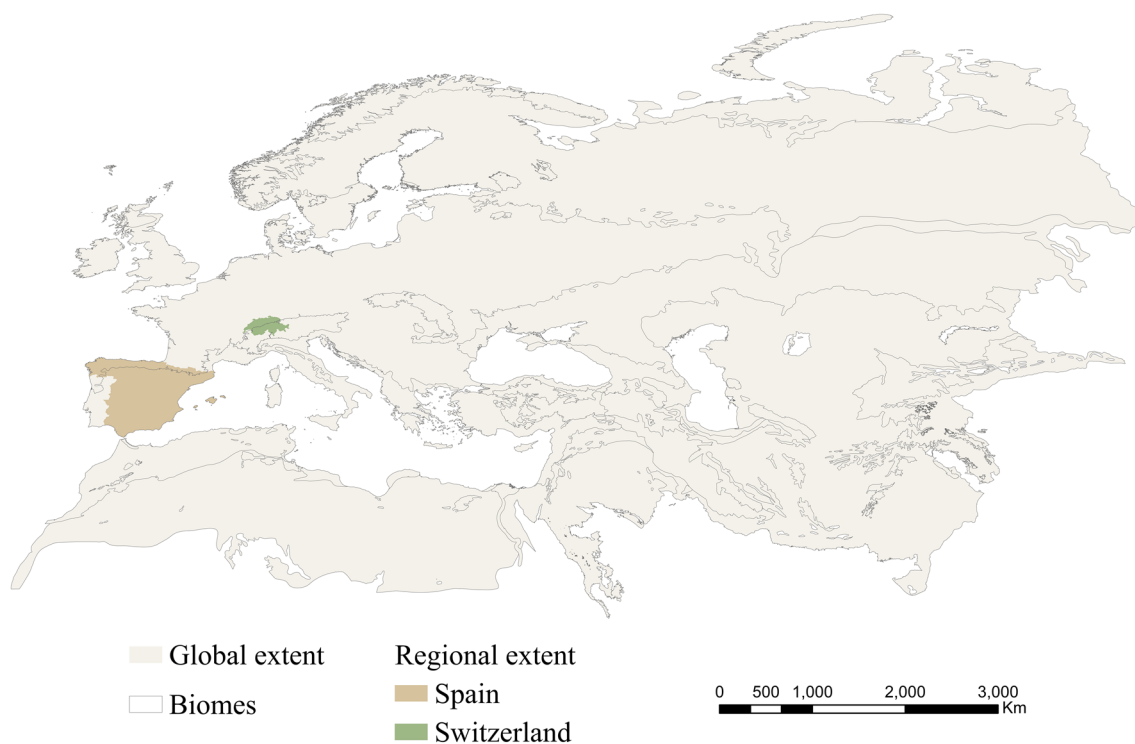 Global extent
Biomes
Regional extent
Spain
Switzerland
0 500 1,000 2,000 3,000
Km